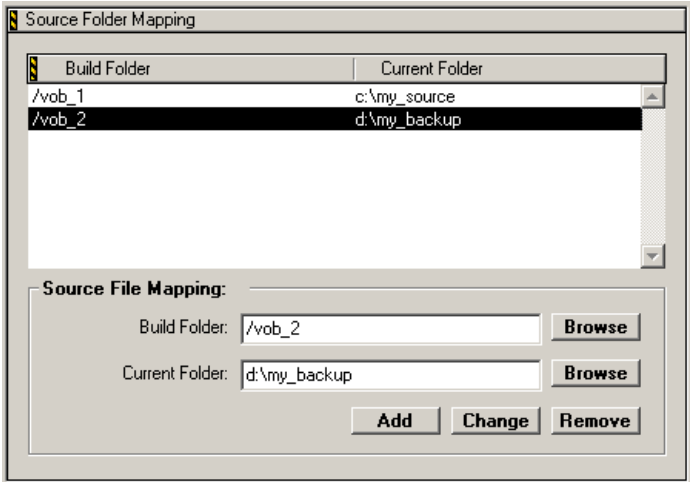 Source Folder Mapping
Build Folder Current Folder
/vob_1 c:\my_source
/vob_2 d:\my_backup
Source File Mapping:
Build Folder: /vob_2 Browse
Current Folder: d:\my_backup Browse
Add Change Remove